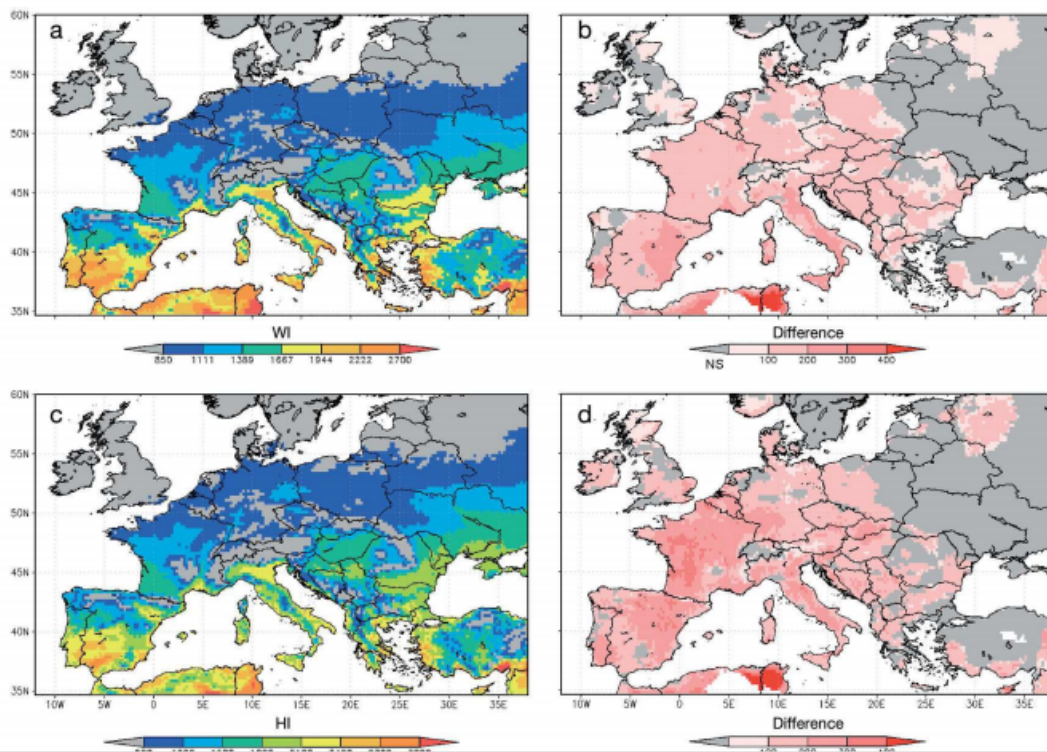 60N a b
55N
50N
45N
40N
35N
WI Difference
850 1111 1389 1667 1944 2222 2700 NS 100 200 300 400
60N c d
55N
50N
45N
40N
35N
10W 5W 0 5E 10E 15E 20E 25E 30E 35E 10W 5W 0 5E 10E 15E 20E 25E 30E 35E
HI Difference